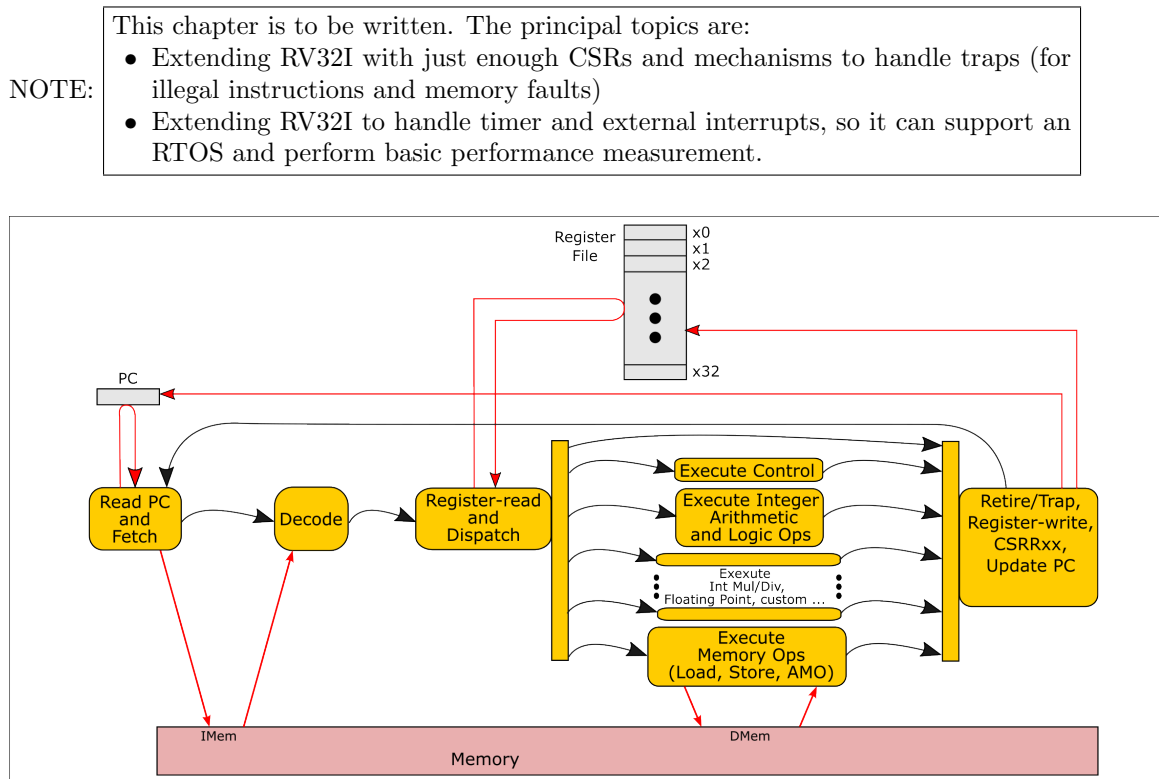 This chapter is to be written. The principal topics are:
• Extending RV32I with just enough CSRs and mechanisms to handle traps (for
NOTE:
illegal instructions and memory faults)
• Extending RV32I to handle timer and external interrupts, so it can support an
RTOS and perform basic performance measurement.
Register
File
x0
x1
x2
x32
PC
Read PC
and
Fetch
Decode
Register-read
and
Dispatch
Execute Control
Execute Integer
Arithmetic
and Logic Ops
Exexute
Int Mul/Div,
Floating Point, custom ...
Execute
Memory Ops
(Load, Store, AMO)
Retire/Trap,
Register-write,
CSRRxx,
Update PC
IMem
DMem
Memory